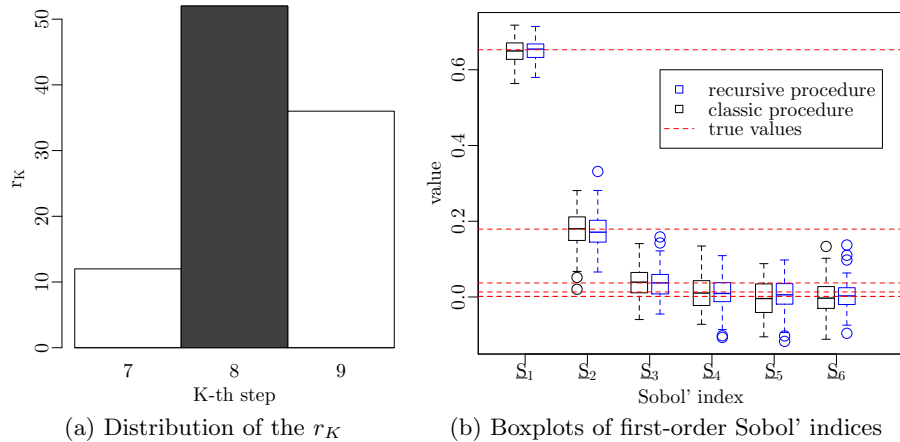 50
40
30
20
10
0
r_K
7 8 9
K-th step
(a) Distribution of the r_K
0.6
0.2
0.0
value
recursive procedure
classic procedure
true values
S_1 S_2 S_3 S_4 S_5 S_6
Sobol' index
(b) Boxplots of first-order Sobol' indices